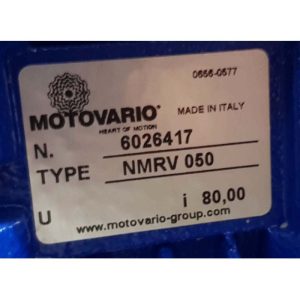 0656-0577
MOTOVARIO®
HEART OF MOTION
MADE IN ITALY
N. 6026417
TYPE NMRV 050
U i 80,00
www.motovario-group.com